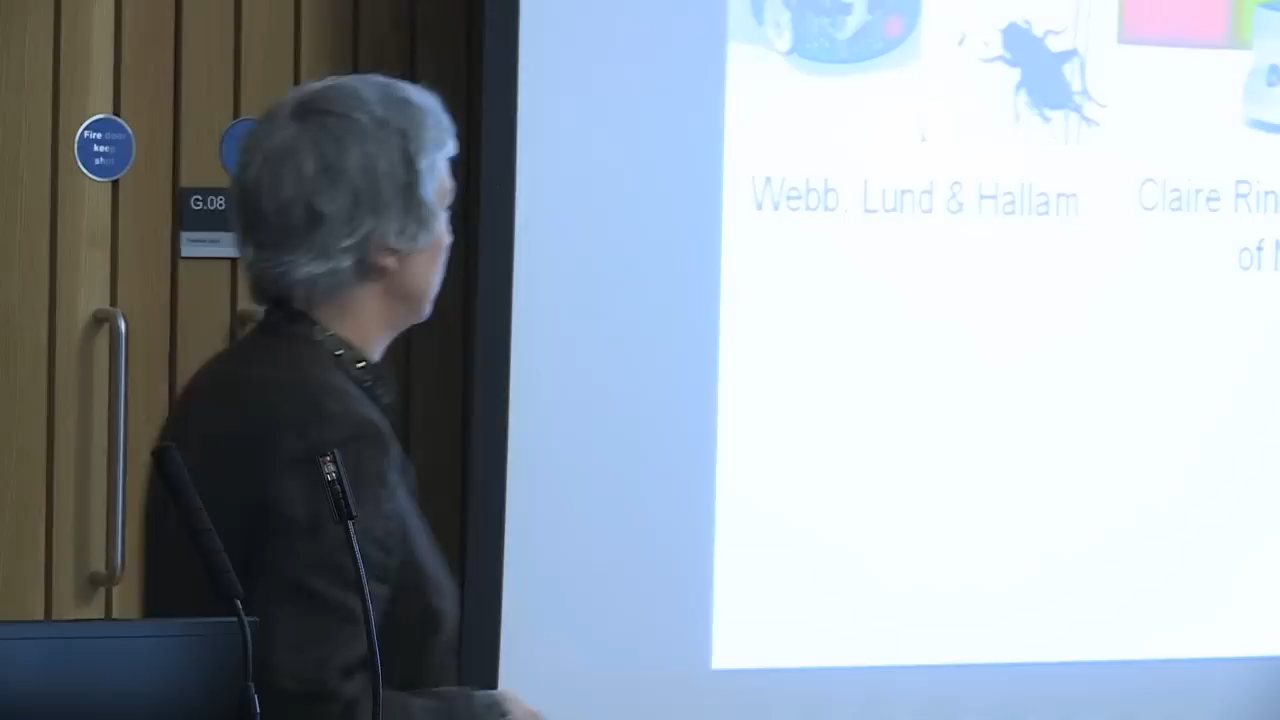 Fire door
keep
shut
G.08
Webb, Lund & Hallam
Claire Rin
of